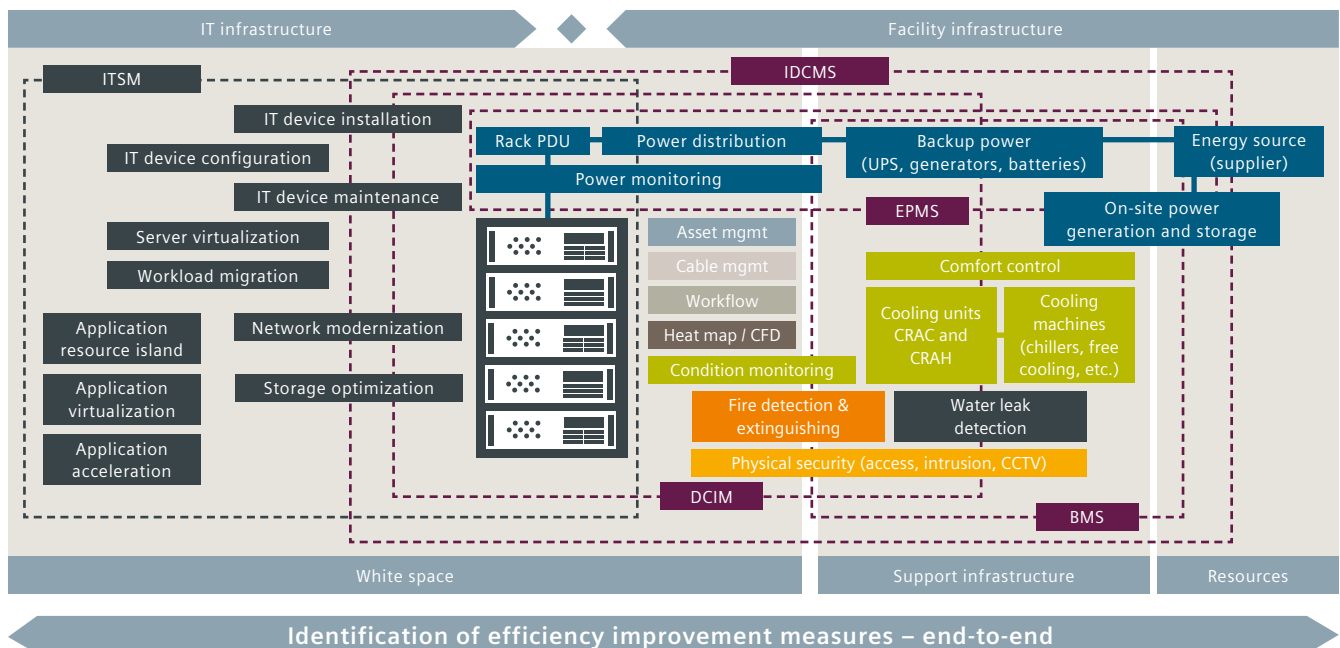 IT infrastructure
Facility infrastructure
ITSM
IDCMS
IT device installation
IT device configuration
IT device maintenance
Server virtualization
Workload migration
Application
resource island
Network modernization
Application
virtualization
Storage optimization
Application
acceleration
Rack PDU
Power distribution
Backup power
(UPS, generators, batteries)
Energy source
(supplier)
Power monitoring
EPMS
On-site power
generation and storage
Asset mgmt
Cable mgmt
Workflow
Heat map / CFD
Condition monitoring
Comfort control
Cooling units
CRAC and
CRAH
Cooling
machines
(chillers, free
cooling, etc.)
Fire detection &
extinguishing
Water leak
detection
Physical security (access, intrusion, CCTV)
DCIM
BMS
White space
Support infrastructure
Resources
Identification of efficiency improvement measures – end-to-end